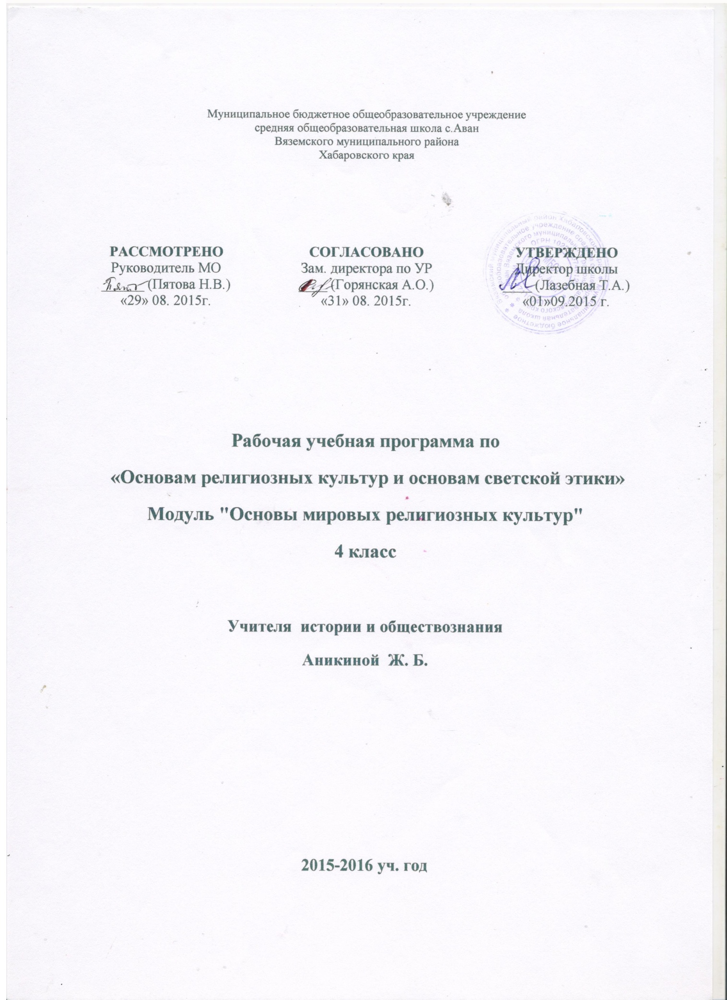 Муниципальное бюджетное общеобразовательное учреждение
средняя общеобразовательная школа с.Аван
Вяземского муниципального района
Хабаровского края
РАССМОТРЕНО
Руководитель МО
(Пятова Н.В.)
«29» 08. 2015г.
СОГЛАСОВАНО
Зам. директора по УР
(Горянская А.О.)
«31» 08. 2015г.
УТВЕРЖДЕНО
Директор школы
(Лазебная Т.А.)
«01»09.2015 г.
Рабочая учебная программа по
«Основам религиозных культур и основам светской этики»
Модуль "Основы мировых религиозных культур"
4 класс
Учителя  истории и обществознания
Аникиной  Ж. Б.
2015-2016 уч. год